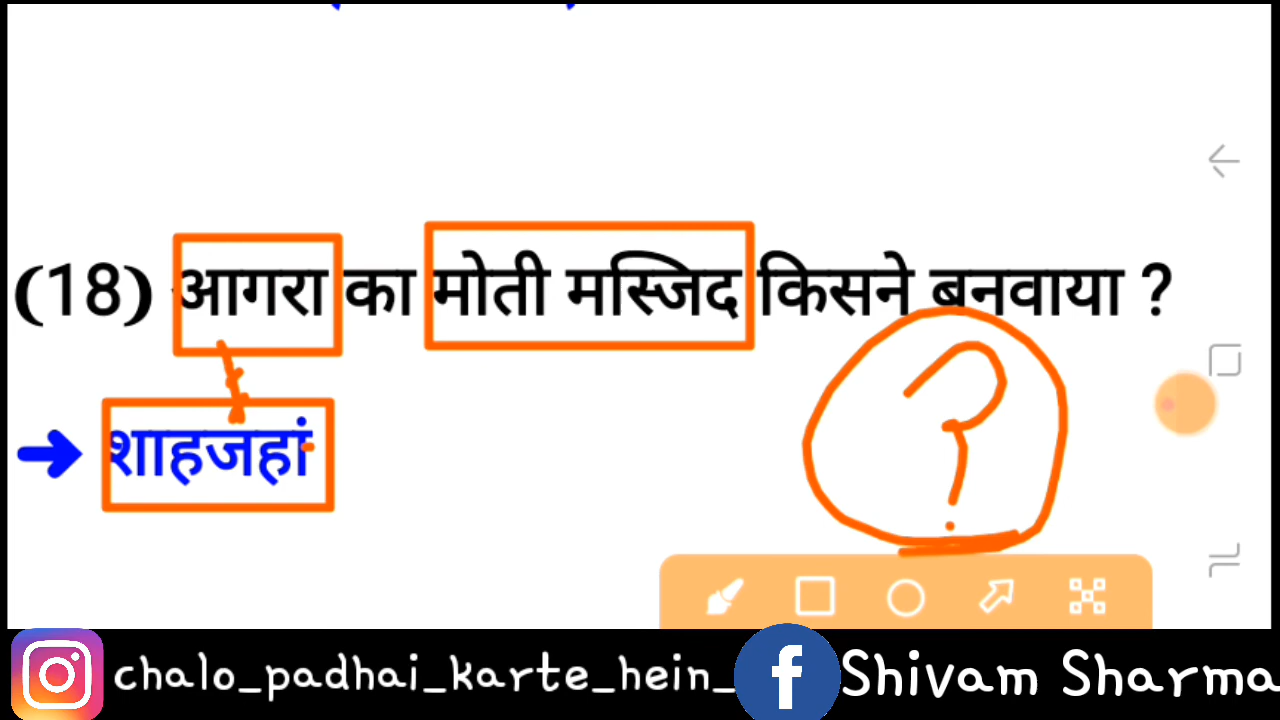 (18) आगरा का मोती मस्जिद किसने बनवाया ?
➔ शाहजहां
?
chalo_padhai_karte_hein_ Shivam Sharma